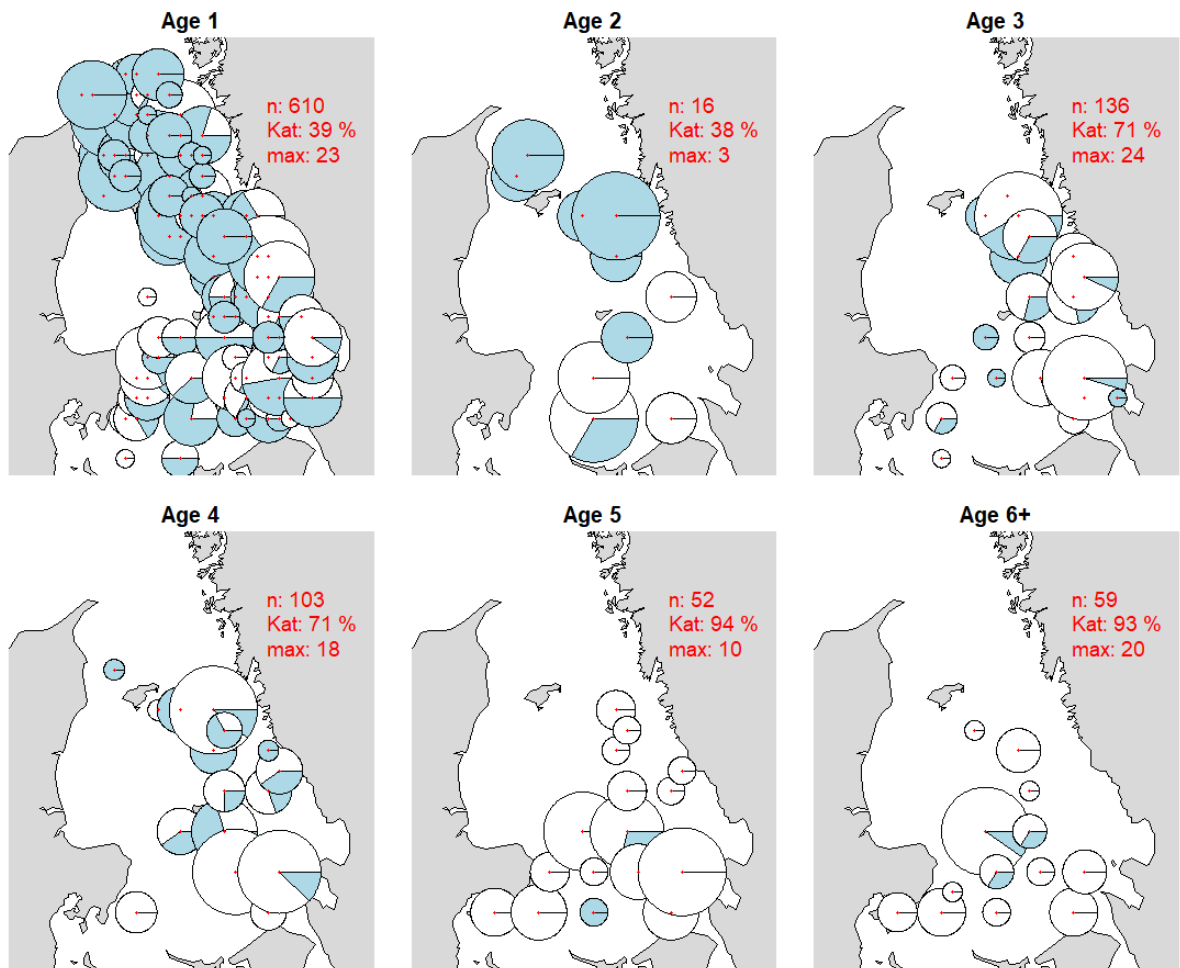 Age 1
n: 610
Kat: 39 %
max: 23
Age 2
n: 16
Kat: 38 %
max: 3
Age 3
n: 136
Kat: 71 %
max: 24
Age 4
n: 103
Kat: 71 %
max: 18
Age 5
n: 52
Kat: 94 %
max: 10
Age 6+
n: 59
Kat: 93 %
max: 20